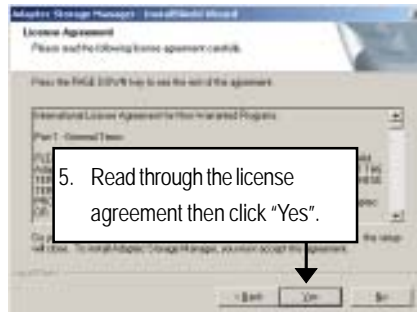 Adaptec Storage Manager - InstallShield Wizard
License Agreement
Please read the following license agreement carefully.
Press the PAGE DOWN key to see the rest of the agreement.
International License Agreement for Non-Warranted Programs
Part 1 - General Terms
5. Read through the license
agreement then click “Yes”.
will close. To install Adaptec Storage Manager, you must accept this agreement.
< Back Yes No